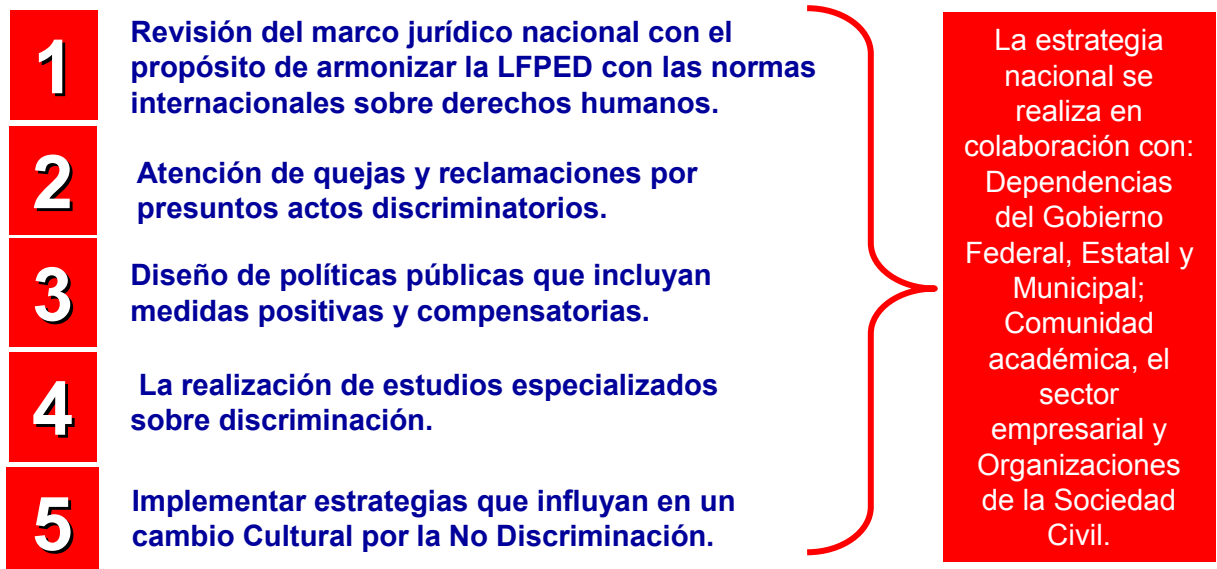 1
Revisión del marco jurídico nacional con el
propósito de armonizar la LFPED con las normas
internacionales sobre derechos humanos.
2
Atención de quejas y reclamaciones por
presuntos actos discriminatorios.
3
Diseño de políticas públicas que incluyan
medidas positivas y compensatorias.
4
La realización de estudios especializados
sobre discriminación.
5
Implementar estrategias que influyan en un
cambio Cultural por la No Discriminación.
La estrategia
nacional se
realiza en
colaboración con:
Dependencias
del Gobierno
Federal, Estatal y
Municipal;
Comunidad
académica, el
sector
empresarial y
Organizaciones
de la Sociedad
Civil.